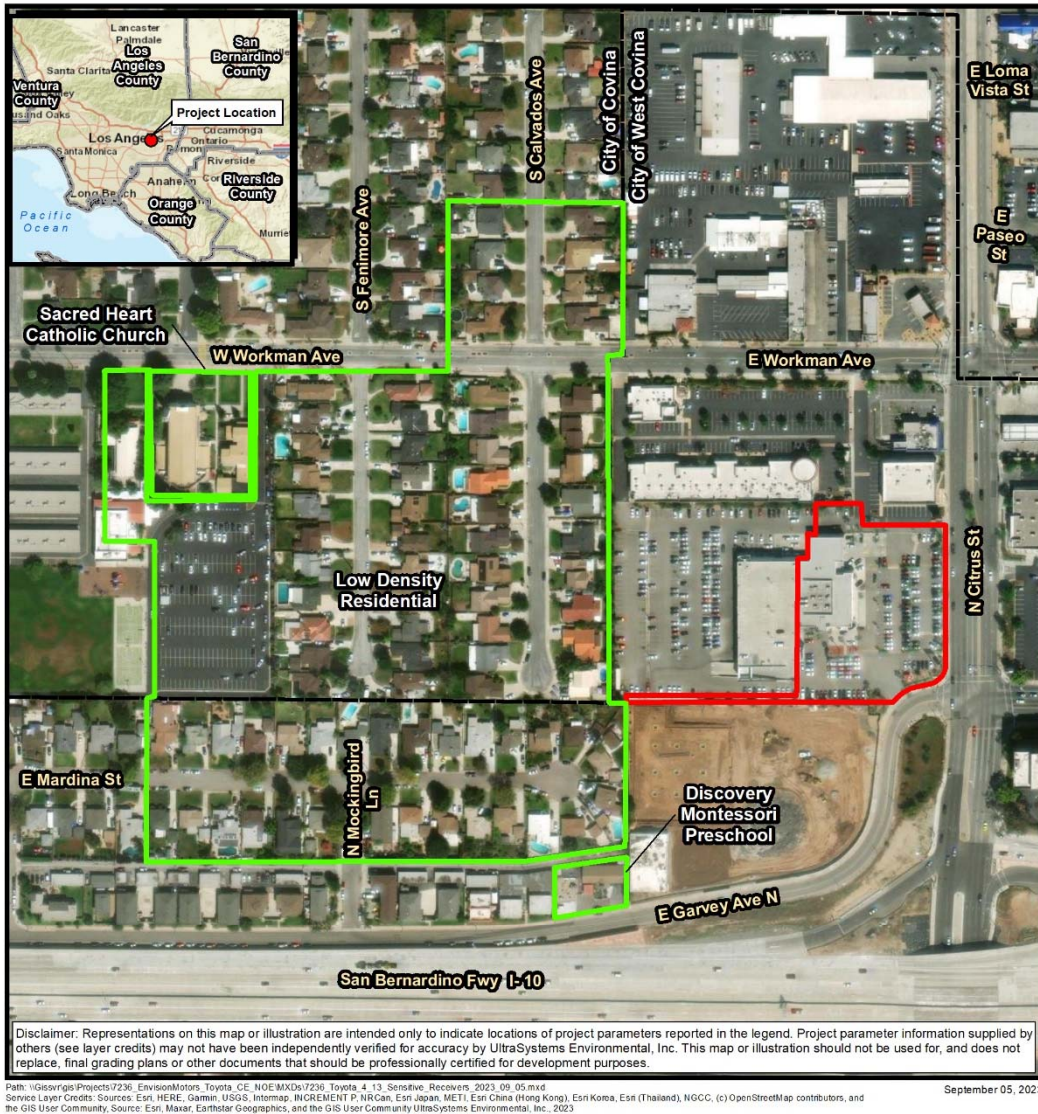 Lancaster
Palmdale
Los
Angeles
County
San
Bernardino
County
Santa Clarita
Ventura
County
usand Oaks
Project Location
Los Angeles
Cucamonga
Ontario
Santa Monica
Riverside
Anaheim
Riverside
County
Long Beach
Orange
County
Pacific
Ocean
Murriet
S Fenimore Ave
S Calvados Ave
City of Covina
City of West Covina
E Loma
Vista St
E
Paseo
St
Sacred Heart
Catholic Church
W Workman Ave
E Workman Ave
N Citrus St
Low Density
Residential
E Mardina St
N Mockingbird
Ln
Discovery
Montessori
Preschool
E Garvey Ave N
San Bernardino Fwy I-10
Disclaimer: Representations on this map or illustration are intended only to indicate locations of project parameters reported in the legend. Project parameter information supplied by
others (see layer credits) may not have been independently verified for accuracy by UltraSystems Environmental, Inc. This map or illustration should not be used for, and does not
replace, final grading plans or other documents that should be professionally certified for development purposes.
Path: \\Gissvr\gis\Projects\7236_EnvisionMotors_Toyota_CE_NOE\MXDs\7236_Toyota_4_13_Sensitive_Receivers_2023_09_05.mxd
Service Layer Credits: Sources: Esri, HERE, Garmin, USGS, Intermap, INCREMENT P, NRCan, Esri Japan, METI, Esri China (Hong Kong), Esri Korea, Esri (Thailand), NGCC, (c) OpenStreetMap contributors, and
the GIS User Community, Source: Esri, Maxar, Earthstar Geographics, and the GIS User Community UltraSystems Environmental, Inc., 2023
September 05, 2023